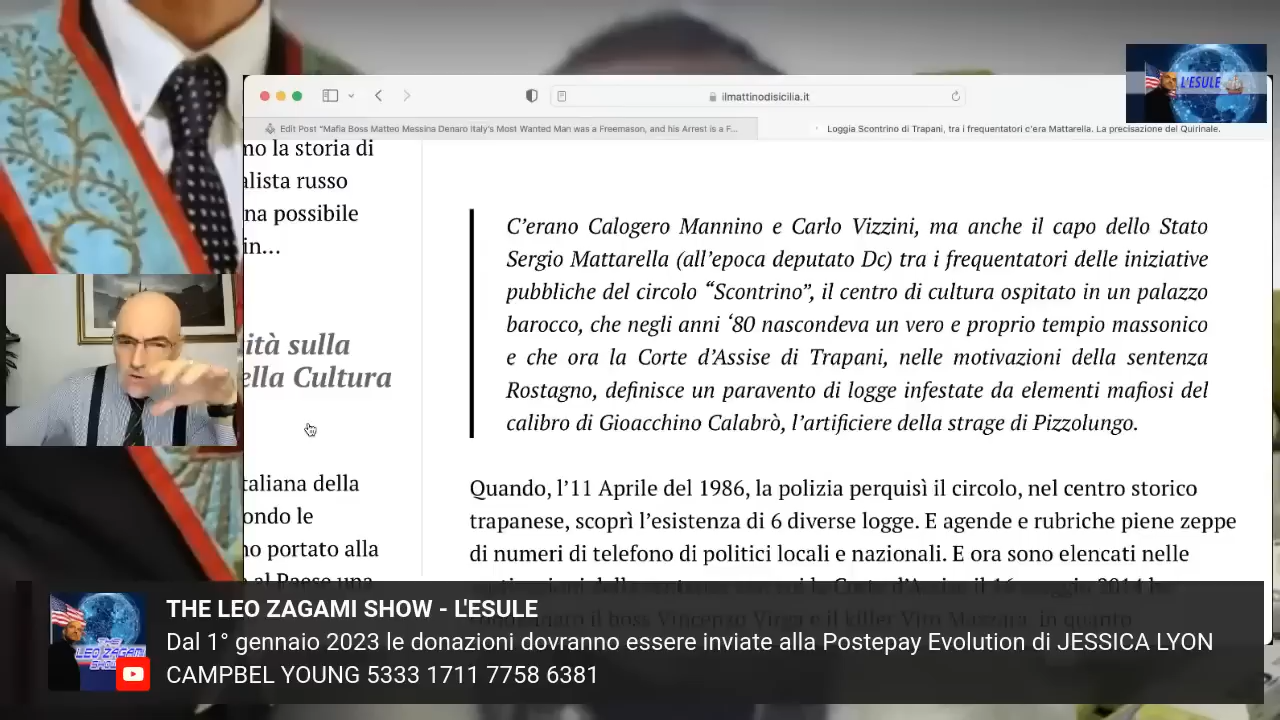 L'ESULE
ilmattinodisicilia.it
Edit Post “Mafia Boss Matteo Messina Denaro Italy's Most Wanted Man was a Freemason, and his Arrest is a F...
Loggia Scontrino di Trapani, tra i frequentatori c'era Mattarella. La precisazione del Quirinale.
mo la storia di
alista russo
na possibile
in...
ità sulla
ella Cultura
taliana della
ondo le
no portato alla
al Paese una
C’erano Calogero Mannino e Carlo Vizzini, ma anche il capo dello Stato
Sergio Mattarella (all’epoca deputato Dc) tra i frequentatori delle iniziative
pubbliche del circolo “Scontrino”, il centro di cultura ospitato in un palazzo
barocco, che negli anni ‘80 nascondeva un vero e proprio tempio massonico
e che ora la Corte d’Assise di Trapani, nelle motivazioni della sentenza
Rostagno, definisce un paravento di logge infestate da elementi mafiosi del
calibro di Gioacchino Calabrò, l’artificiere della strage di Pizzolungo.
Quando, l’11 Aprile del 1986, la polizia perquisì il circolo, nel centro storico
trapanese, scoprì l’esistenza di 6 diverse logge. E agende e rubriche piene zeppe
di numeri di telefono di politici locali e nazionali. E ora sono elencati nelle
THE LEO ZAGAMI SHOW - L'ESULE
Dal 1° gennaio 2023 le donazioni dovranno essere inviate alla Postepay Evolution di JESSICA LYON
CAMPBEL YOUNG 5333 1711 7758 6381
THE
LEO ZAGAMI
SHOW